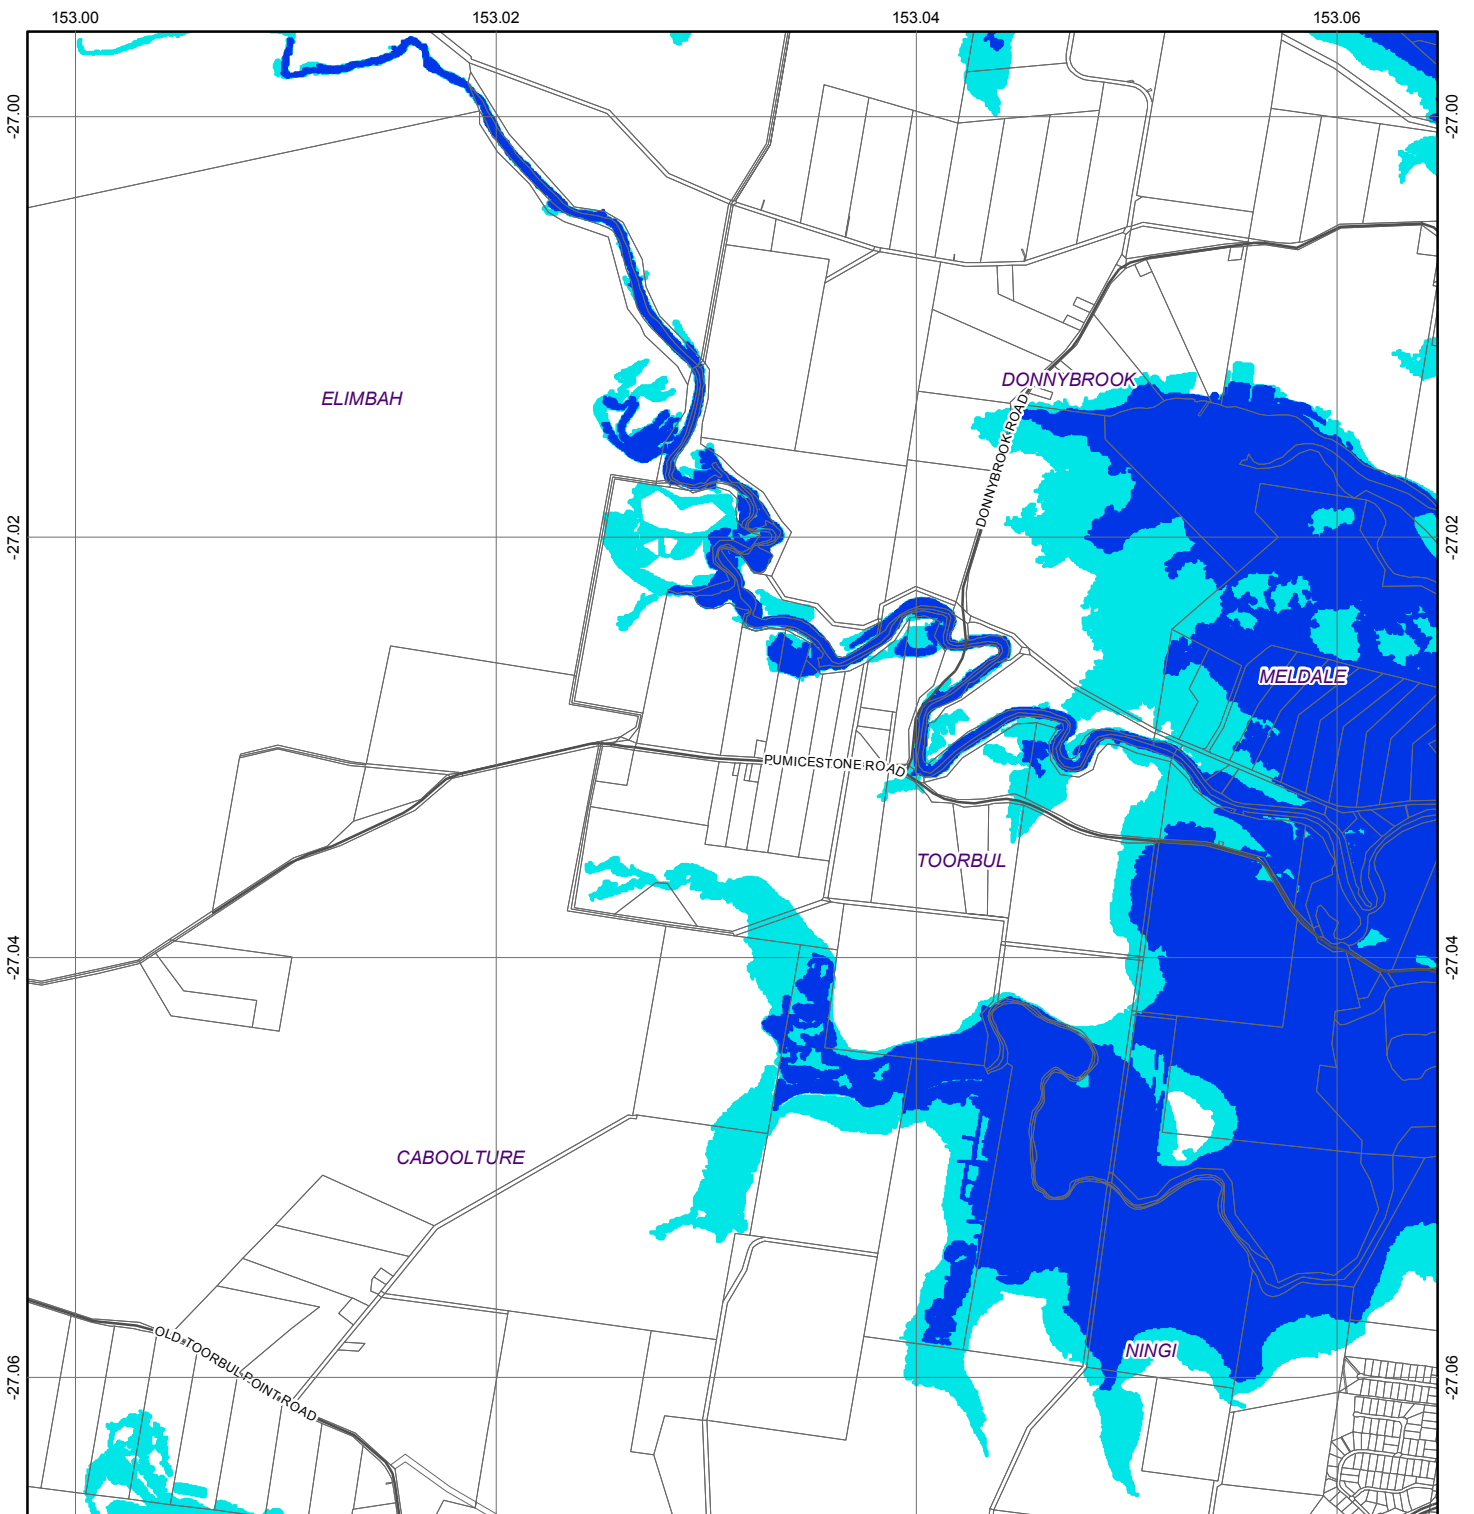 153.00
153.02
153.04
153.06
-27.00
-27.00
ELIMBAH
DONNYBROOK
DONNYBROOK ROAD
-27.02
-27.02
MELDALE
PUMICESTONE ROAD
TOORBUL
-27.04
-27.04
CABOOLTURE
OLD TOORBUL POINT ROAD
NINGI
-27.06
-27.06